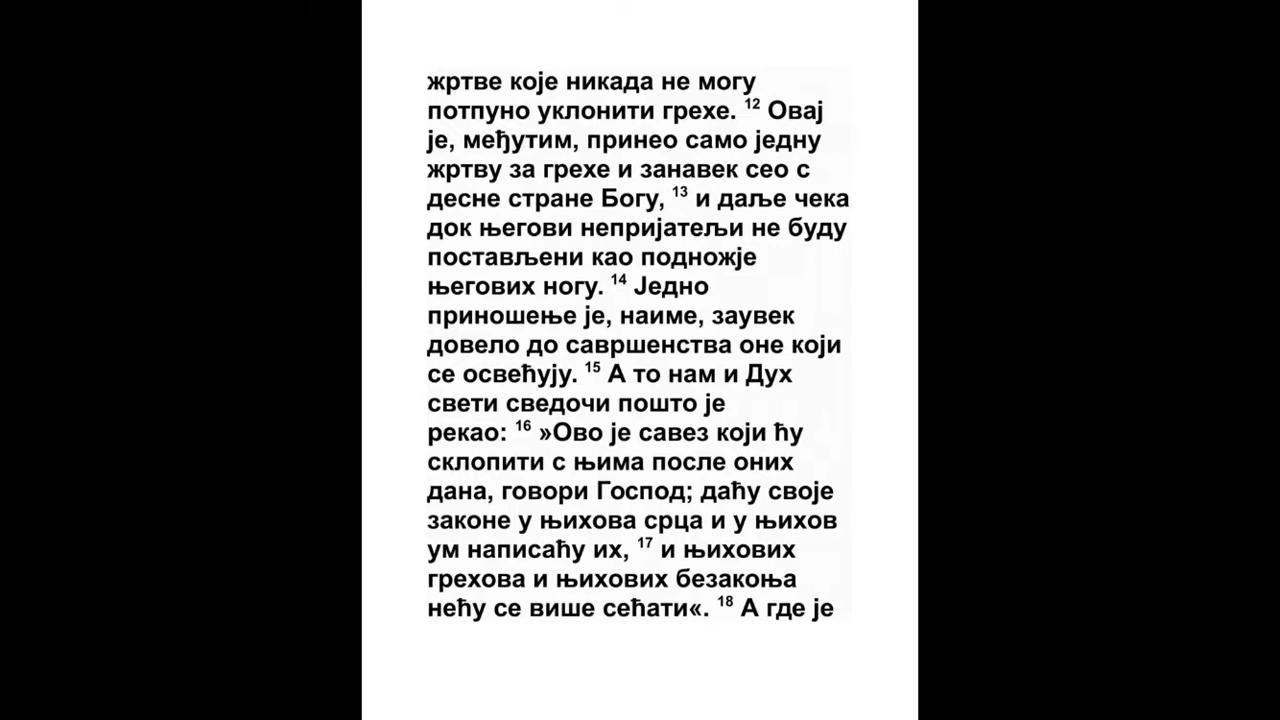 жртве које никада не могу
потпуно уклонити грехе. 12 Овај
је, међутим, принео само једну
жртву за грехе и занавек сео с
десне стране Богу, 13 и даље чека
док његови непријатељи не буду
постављени као подножје
његових ногу. 14 Једно
приношење је, наиме, заувек
довело до савршенства оне који
се освећују. 15 А то нам и Дух
свети сведочи пошто је
рекао: 16 »Ово је савез који ћу
склопити с њима после оних
дана, говори Господ; даћу своје
законе у њихова срца и у њихов
ум написаћу их, 17 и њихових
грехова и њихових безакоња
нећу се више сећати«. 18 А где је